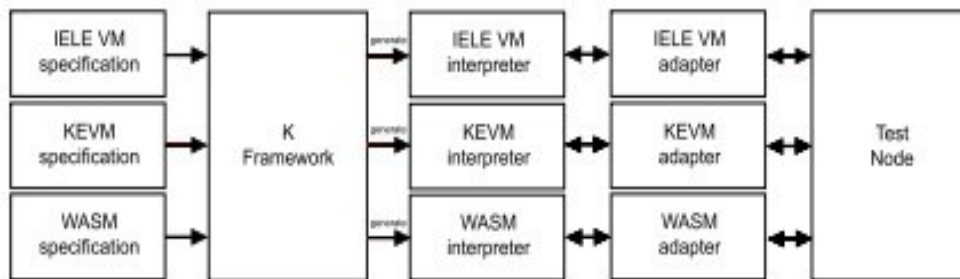 IELE VM
specification
K
Framework
generate
IELE VM
interpreter
IELE VM
adapter
Test
Node
KEVM
specification
generate
KEVM
interpreter
KEVM
adapter
WASM
specification
generate
WASM
interpreter
WASM
adapter